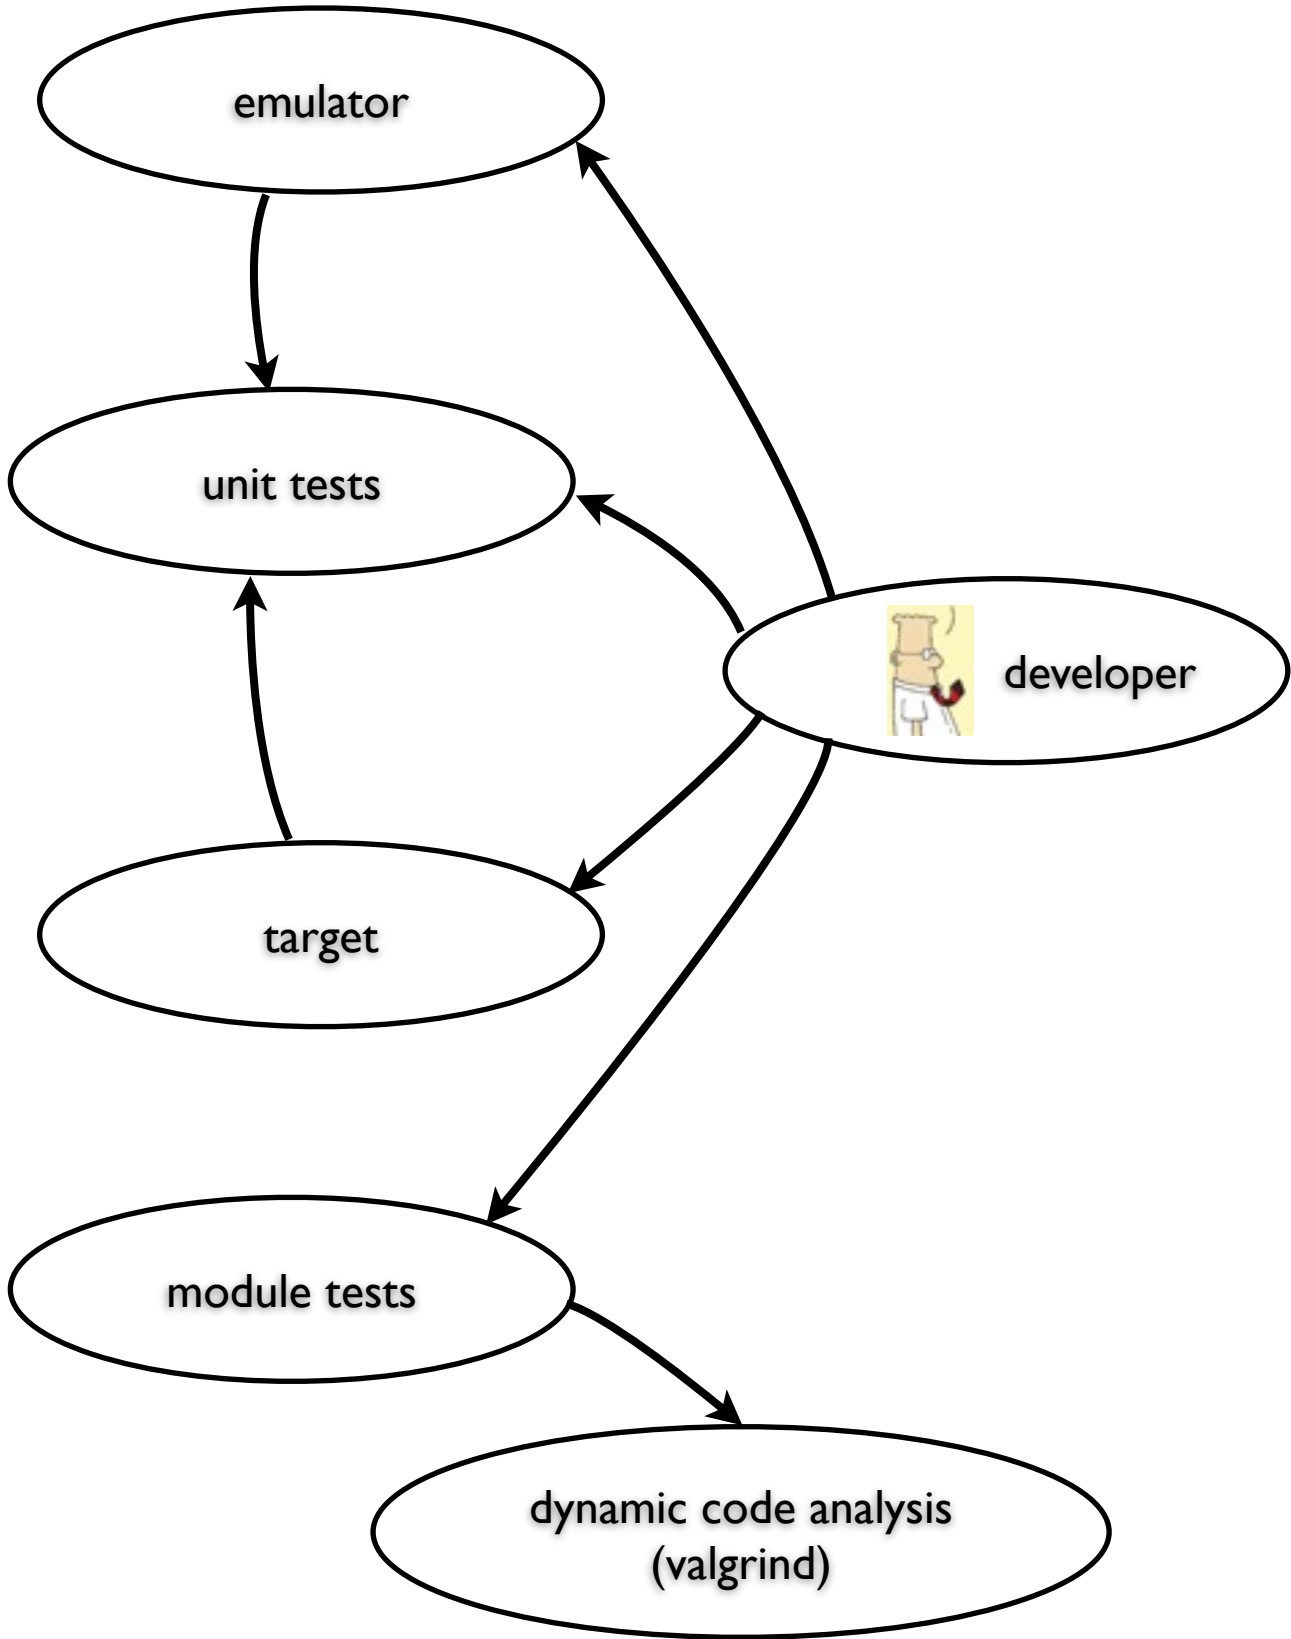 emulator
unit tests
developer
target
module tests
dynamic code analysis
(valgrind)